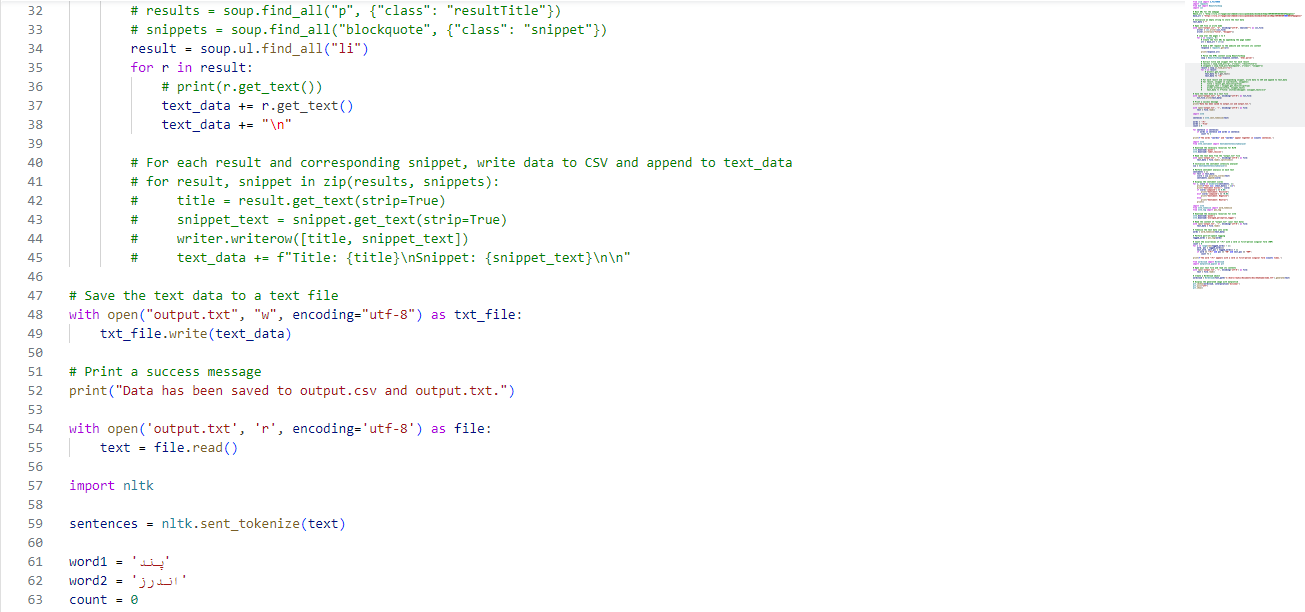 32 # results = soup.find_all("p", {"class": "resultTitle"})
33 # snippets = soup.find_all("blockquote", {"class": "snippet"})
34 result = soup.ul.find_all("li")
35 for r in result:
36 # print(r.get_text())
37 text_data += r.get_text()
38 text_data += "\n"
39
40 # For each result and corresponding snippet, write data to CSV and append to text_data
41 # for result, snippet in zip(results, snippets):
42 #     title = result.get_text(strip=True)
43 #     snippet_text = snippet.get_text(strip=True)
44 #     writer.writerow([title, snippet_text])
45 #     text_data += f"Title: {title}\nSnippet: {snippet_text}\n\n"
46
47 # Save the text data to a text file
48 with open("output.txt", "w", encoding="utf-8") as txt_file:
49 txt_file.write(text_data)
50
51 # Print a success message
52 print("Data has been saved to output.csv and output.txt.")
53
54 with open('output.txt', 'r', encoding='utf-8') as file:
55 text = file.read()
56
57 import nltk
58
59 sentences = nltk.sent_tokenize(text)
60
61 word1 = 'پند'
62 word2 = 'اندرز'
63 count = 0